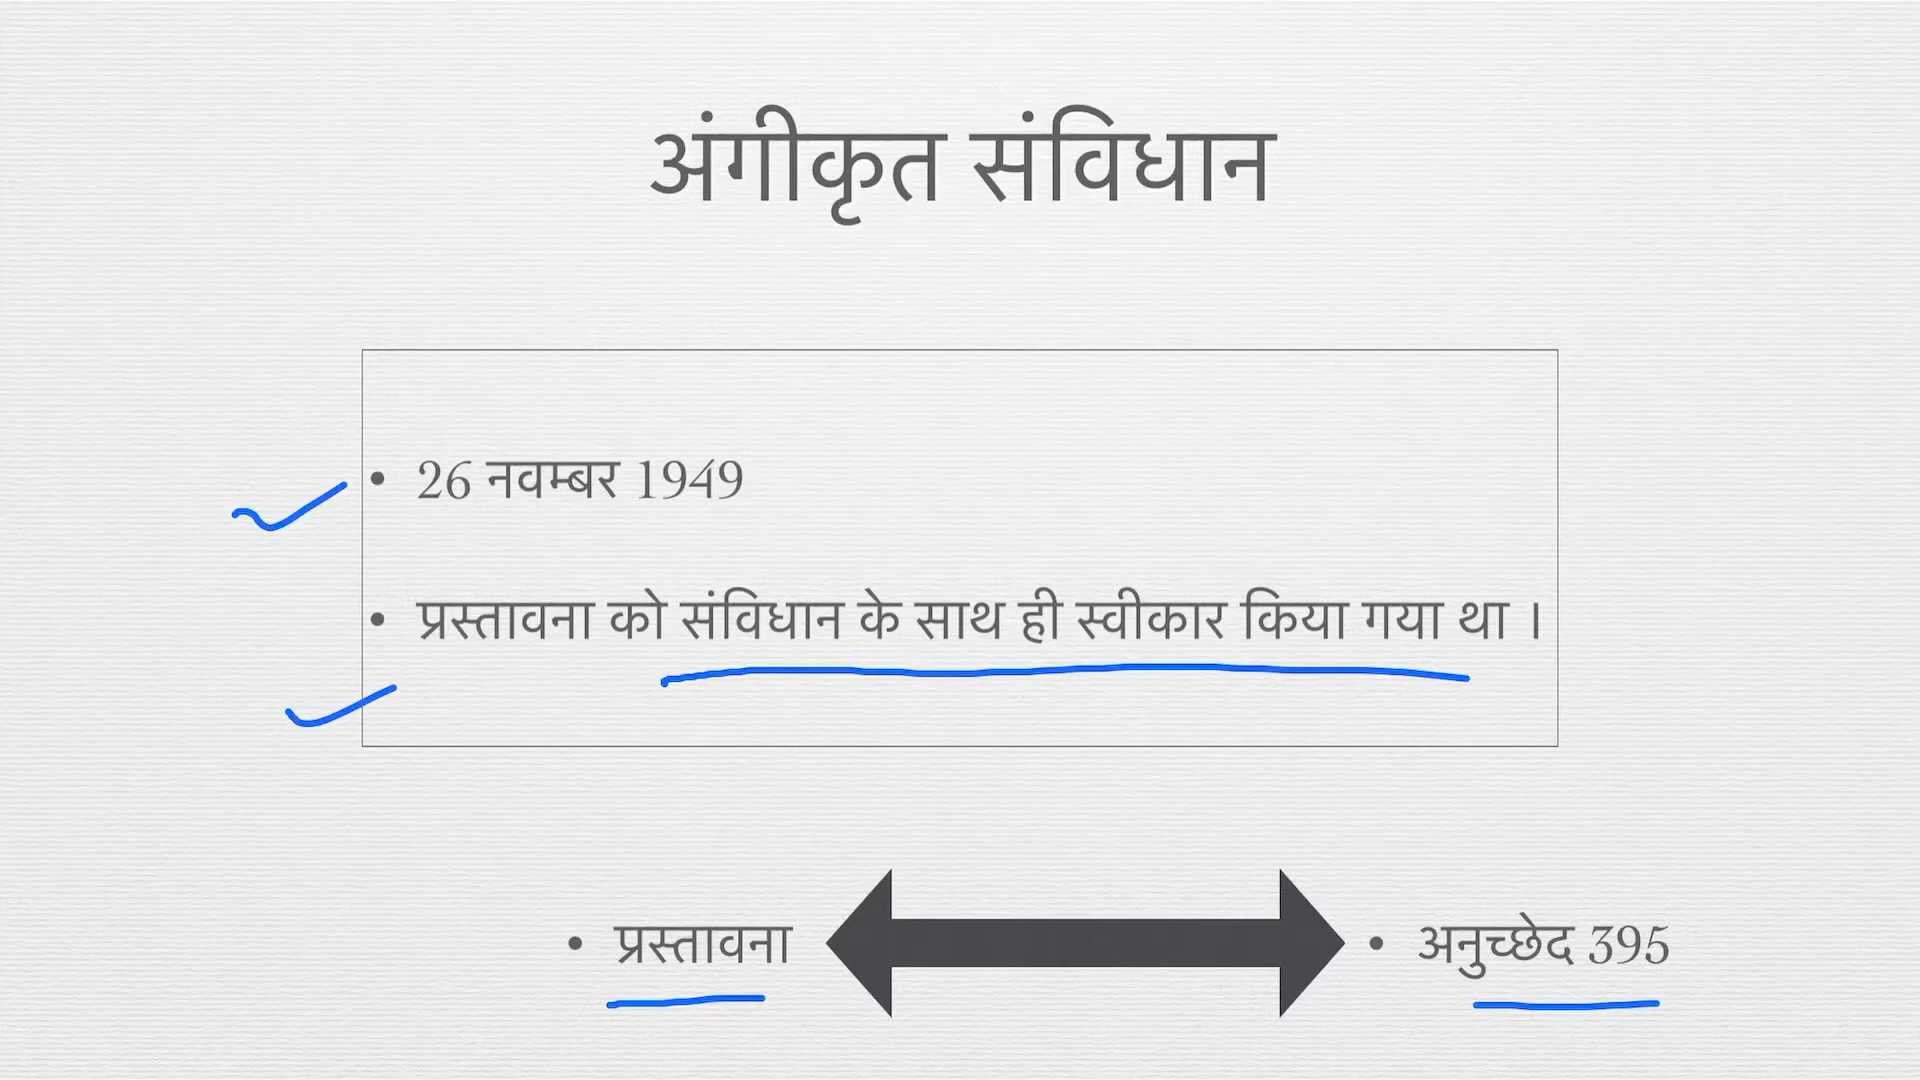 अंगीकृत संविधान
• 26 नवम्बर 1949
• प्रस्तावना को संविधान के साथ ही स्वीकार किया गया था ।
• प्रस्तावना • अनुच्छेद 395